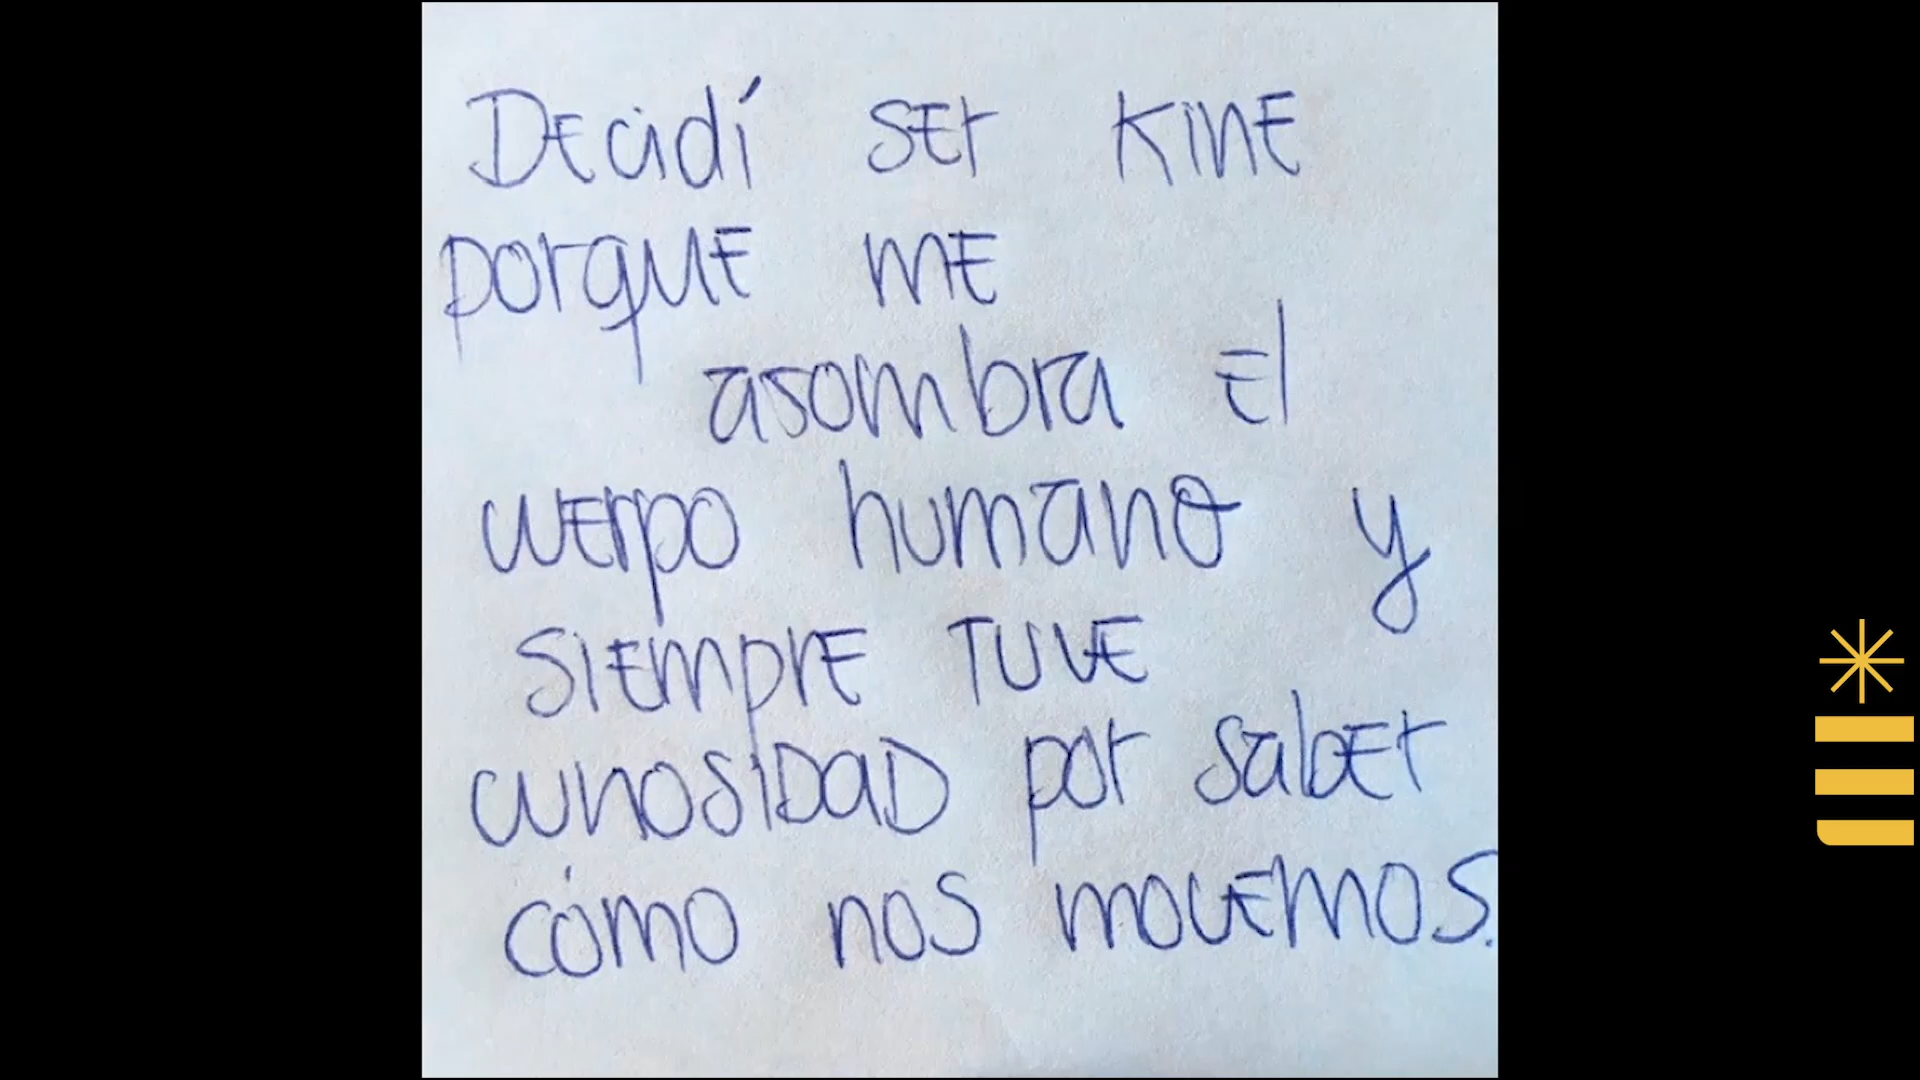 Decidí ser kine
porque me
asombra el
cuerpo humano y
siempre tuve
curiosidad por saber
cómo nos movemos.